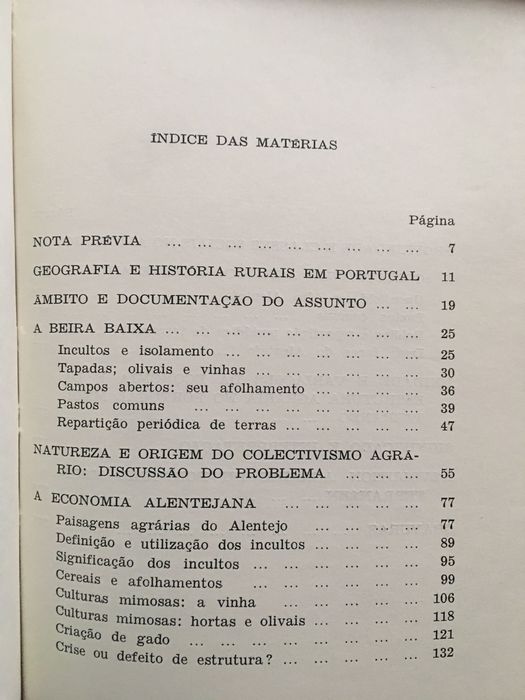 ÍNDICE DAS MATÉRIAS
Página
NOTA PRÉVIA ... ... ... ... ... ... ... ... ... 7
GEOGRAFIA E HISTÓRIA RURAIS EM PORTUGAL 11
ÂMBITO E DOCUMENTAÇÃO DO ASSUNTO ... ... 19
A BEIRA BAIXA ... ... ... ... ... ... ... ... ... 25
Incultos e isolamento ... ... ... ... ... ... ... 25
Tapadas; olivais e vinhas ... ... ... ... ... ... 30
Campos abertos: seu afolhamento ... ... ... ... 36
Pastos comuns ... ... ... ... ... ... ... ... 39
Repartição periódica de terras ... ... ... ... ... 47
NATUREZA E ORIGEM DO COLECTIVISMO AGRÁ-
RIO: DISCUSSÃO DO PROBLEMA ... ... ... 55
A ECONOMIA ALENTEJANA ... ... ... ... ... 77
Paisagens agrárias do Alentejo ... ... ... ... 77
Definição e utilização dos incultos ... ... ... ... 89
Significação dos incultos ... ... ... ... ... ... 95
Cereais e afolhamentos ... ... ... ... ... ... 99
Culturas mimosas: a vinha ... ... ... ... ... 106
Culturas mimosas: hortas e olivais ... ... ... ... 118
Criação de gado ... ... ... ... ... ... ... ... 121
Crise ou defeito de estrutura? ... ... ... ... ... 132